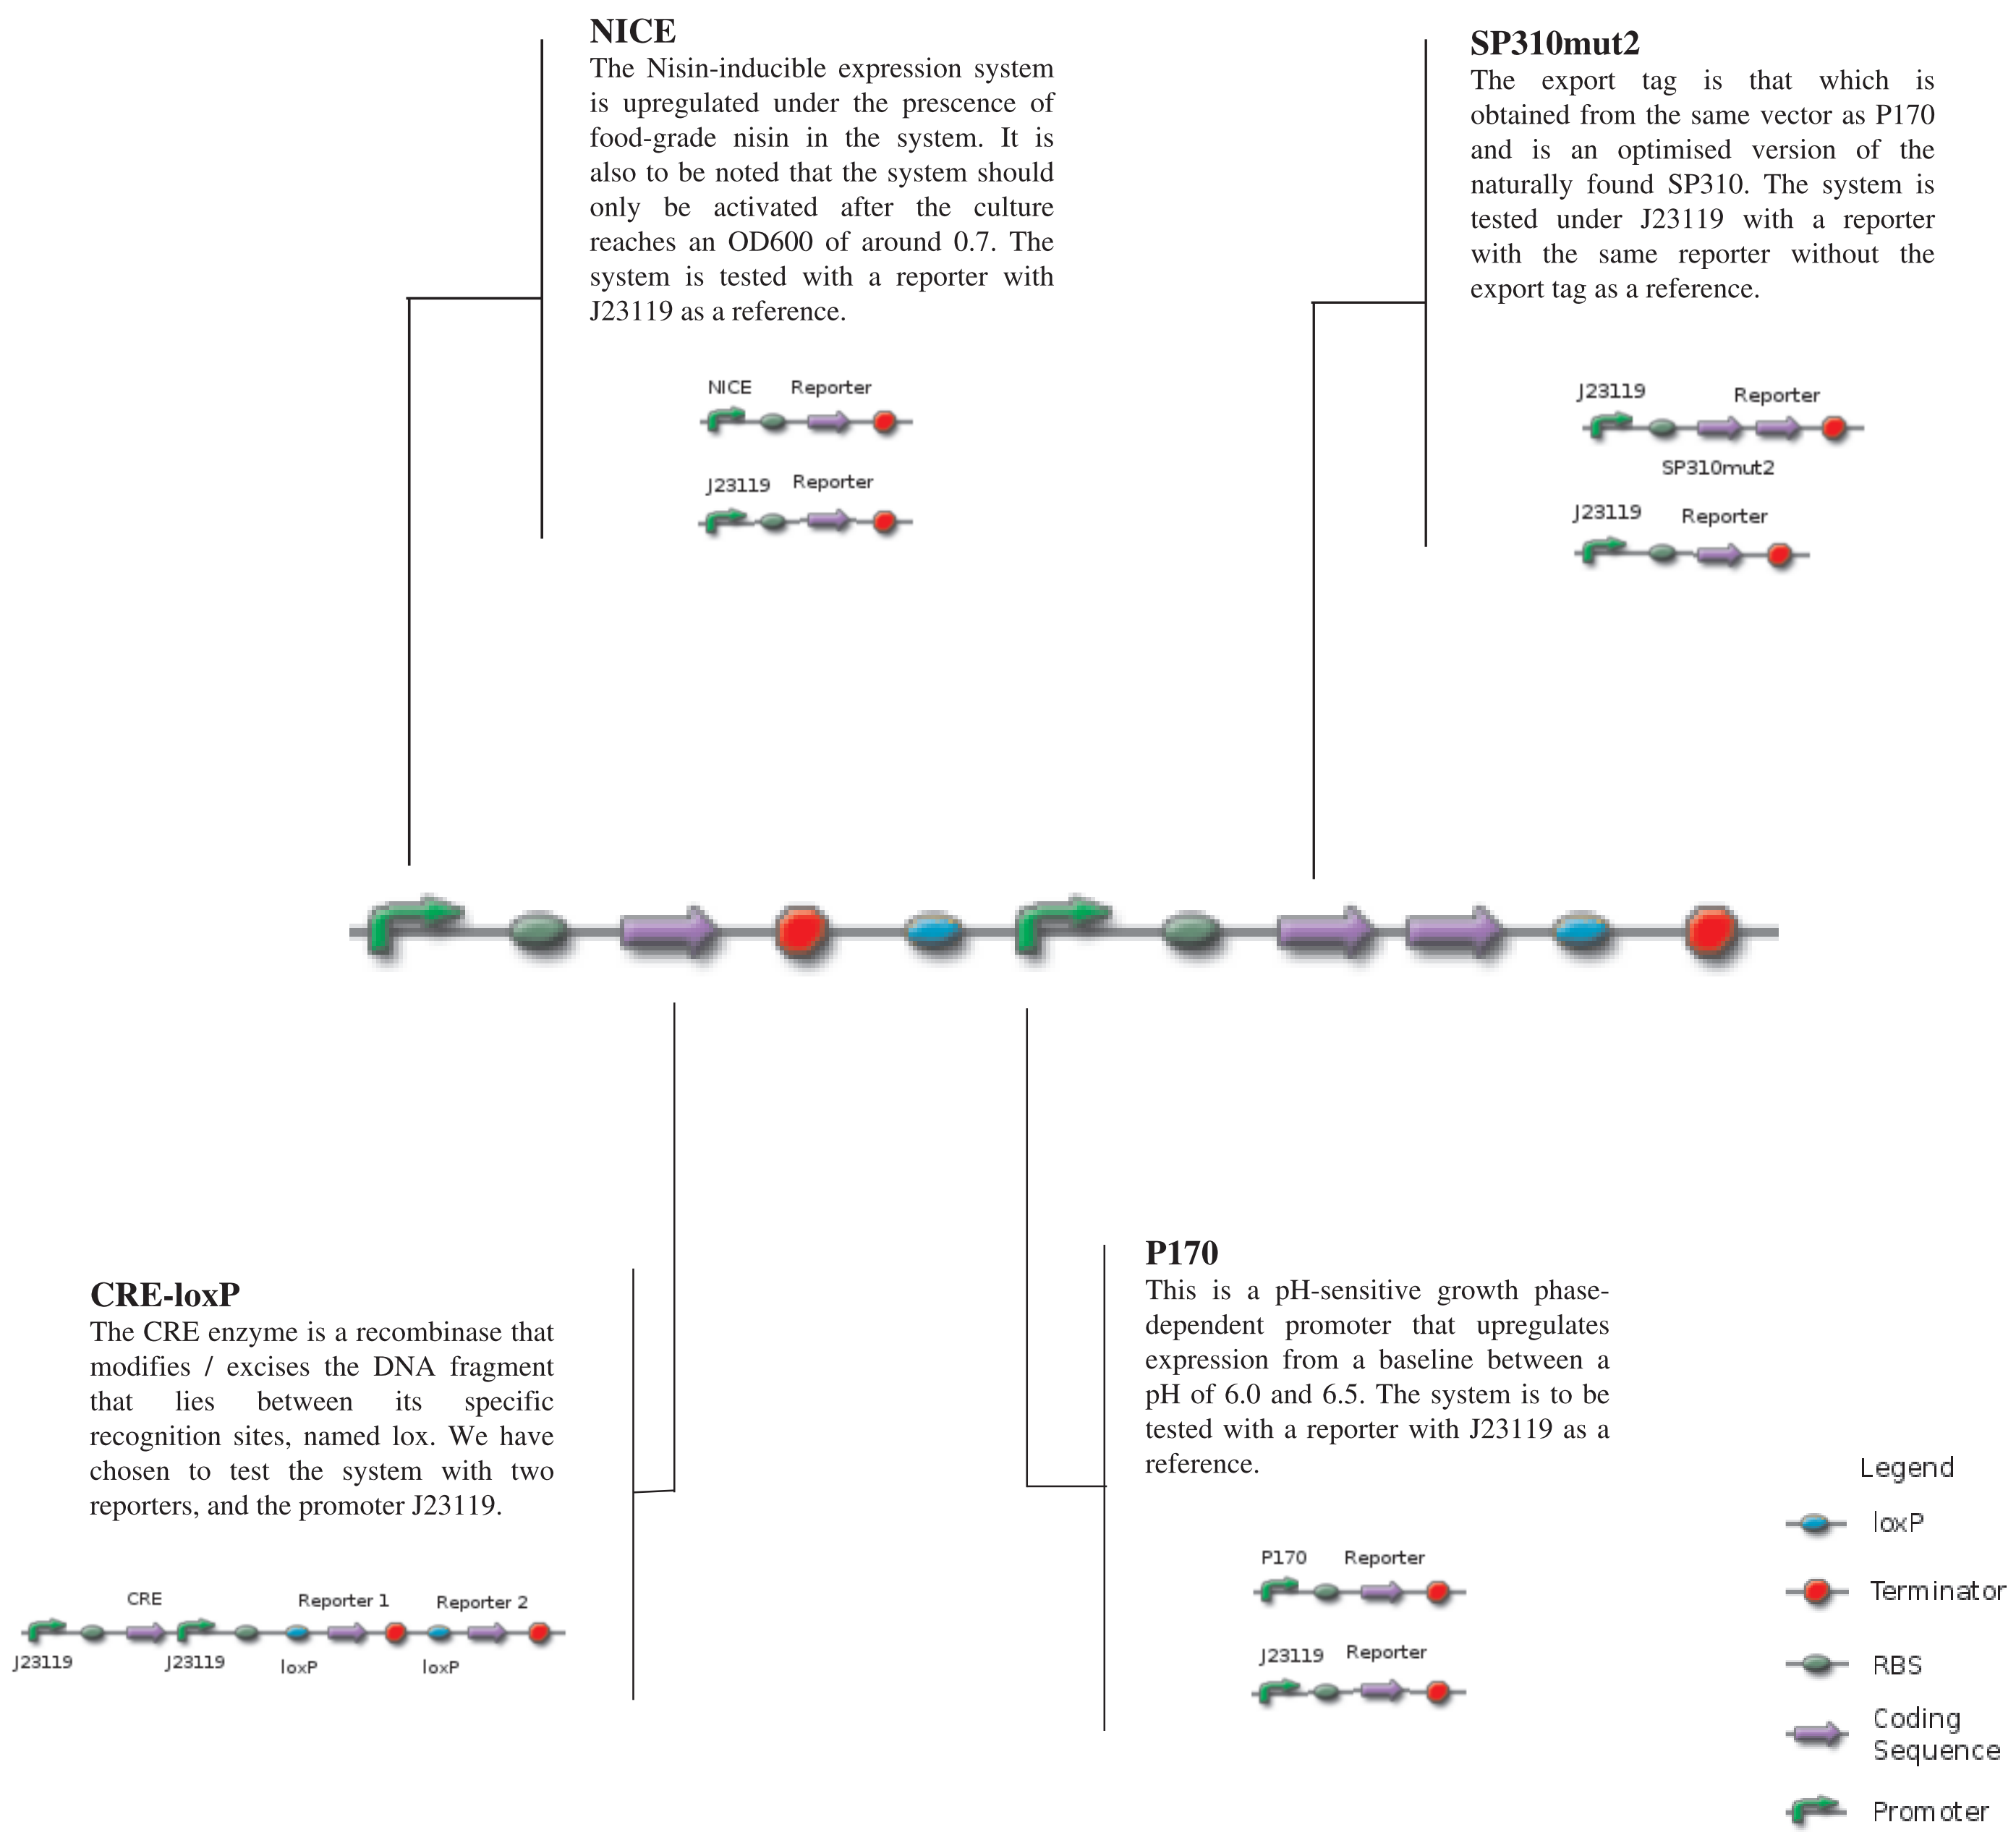 NICE
The Nisin-inducible expression system
is upregulated under the prescence of
food-grade nisin in the system. It is
also to be noted that the system should
only be activated after the culture
reaches an OD600 of around 0.7. The
system is tested with a reporter with
J23119 as a reference.
NICE Reporter
J23119 Reporter
SP310mut2
The export tag is that which is
obtained from the same vector as P170
and is an optimised version of the
naturally found SP310. The system is
tested under J23119 with a reporter
with the same reporter without the
export tag as a reference.
J23119 Reporter
SP310mut2
J23119 Reporter
CRE-loxP
The CRE enzyme is a recombinase that
modifies / excises the DNA fragment
that lies between its specific
recognition sites, named lox. We have
chosen to test the system with two
reporters, and the promoter J23119.
CRE Reporter 1 Reporter 2
J23119 J23119 loxP loxP
P170
This is a pH-sensitive growth phase-
dependent promoter that upregulates
expression from a baseline between a
pH of 6.0 and 6.5. The system is to be
tested with a reporter with J23119 as a
reference.
P170 Reporter
J23119 Reporter
Legend
loxP
Terminator
RBS
Coding
Sequence
Promoter